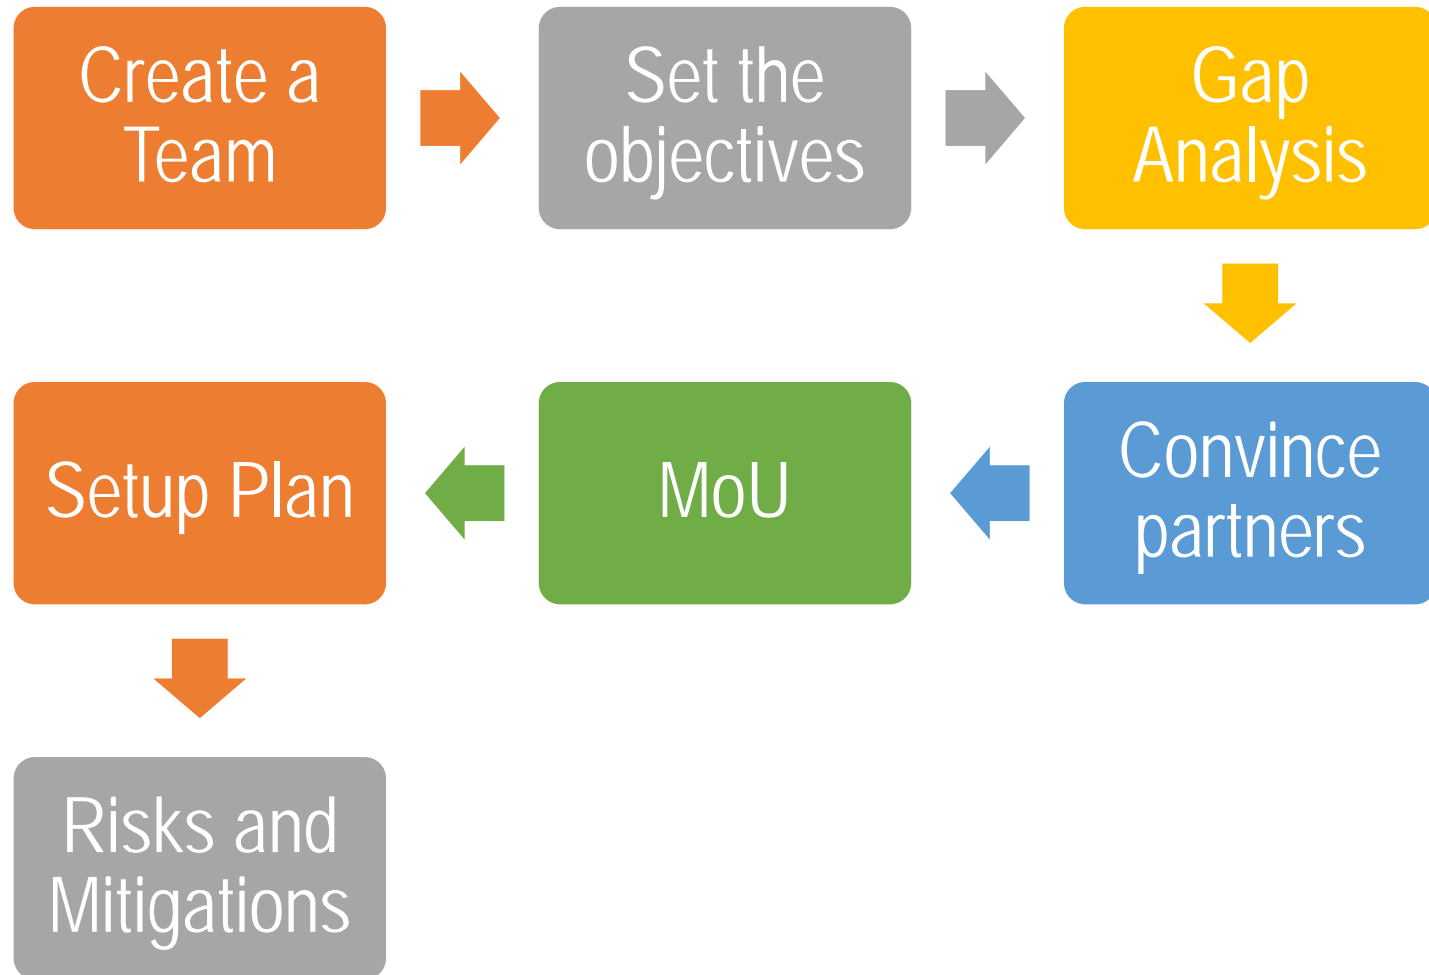 Create a
Team
Set the
objectives
Gap
Analysis
Convince
partners
MoU
Setup Plan
Risks and
Mitigations